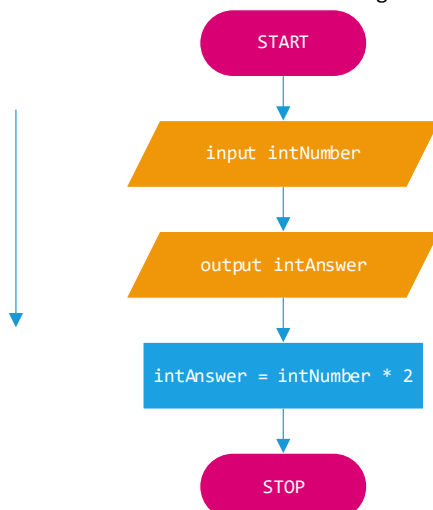 START
input intNumber
output intAnswer
intAnswer = intNumber * 2
STOP